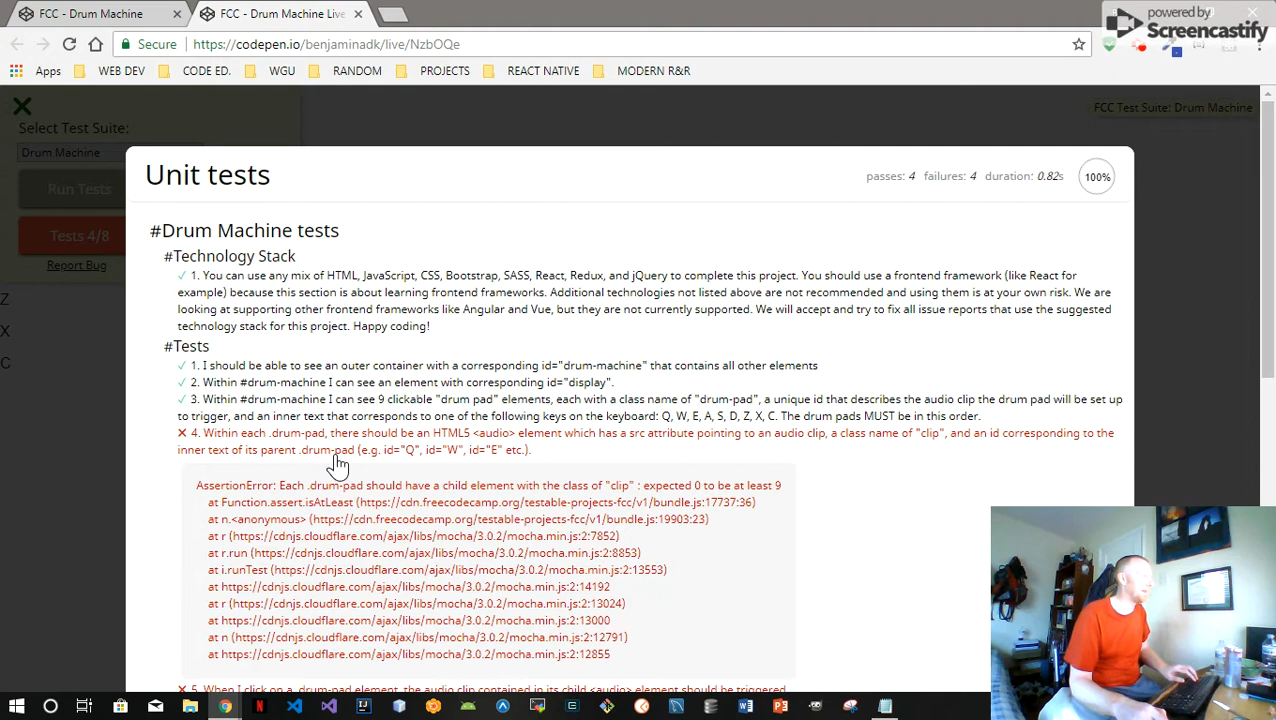 FCC - Drum Machine
FCC - Drum Machine Live
powered by
Screencastify
Secure
https://codepen.io/benjaminadk/live/NzbOQe
Apps
WEB DEV
CODE ED.
WGU
RANDOM
PROJECTS
REACT NATIVE
MODERN R&R
FCC Test Suite: Drum Machine
Select Test Suite:
Drum Machine
Run Tests
Tests 4/8
Report Bug
Z
X
C
Unit tests
passes: 4 failures: 4 duration: 0.82s
100%
#Drum Machine tests
#Technology Stack
✓ 1. You can use any mix of HTML, JavaScript, CSS, Bootstrap, SASS, React, Redux, and jQuery to complete this project. You should use a frontend framework (like React for
example) because this section is about learning frontend frameworks. Additional technologies not listed above are not recommended and using them is at your own risk. We are
looking at supporting other frontend frameworks like Angular and Vue, but they are not currently supported. We will accept and try to fix all issue reports that use the suggested
technology stack for this project. Happy coding!
#Tests
✓ 1. I should be able to see an outer container with a corresponding id="drum-machine" that contains all other elements
✓ 2. Within #drum-machine I can see an element with corresponding id="display".
✓ 3. Within #drum-machine I can see 9 clickable "drum pad" elements, each with a class name of "drum-pad", a unique id that describes the audio clip the drum pad will be set up
to trigger, and an inner text that corresponds to one of the following keys on the keyboard: Q, W, E, A, S, D, Z, X, C. The drum pads MUST be in this order.
✕ 4. Within each .drum-pad, there should be an HTML5 <audio> element which has a src attribute pointing to an audio clip, a class name of "clip", and an id corresponding to the
inner text of its parent .drum-pad (e.g. id="Q", id="W", id="E" etc.).
AssertionError: Each .drum-pad should have a child element with the class of "clip" : expected 0 to be at least 9
at Function.assert.isAtLeast (https://cdn.freecodecamp.org/testable-projects-fcc/v1/bundle.js:17737:36)
at n.<anonymous> (https://cdn.freecodecamp.org/testable-projects-fcc/v1/bundle.js:19903:23)
at r (https://cdnjs.cloudflare.com/ajax/libs/mocha/3.0.2/mocha.min.js:2:7852)
at r.run (https://cdnjs.cloudflare.com/ajax/libs/mocha/3.0.2/mocha.min.js:2:8853)
at i.runTest (https://cdnjs.cloudflare.com/ajax/libs/mocha/3.0.2/mocha.min.js:2:13553)
at https://cdnjs.cloudflare.com/ajax/libs/mocha/3.0.2/mocha.min.js:2:14192
at r (https://cdnjs.cloudflare.com/ajax/libs/mocha/3.0.2/mocha.min.js:2:13024)
at https://cdnjs.cloudflare.com/ajax/libs/mocha/3.0.2/mocha.min.js:2:13000
at n (https://cdnjs.cloudflare.com/ajax/libs/mocha/3.0.2/mocha.min.js:2:12791)
at https://cdnjs.cloudflare.com/ajax/libs/mocha/3.0.2/mocha.min.js:2:12855
✕ 5. When I click on a .drum-pad element, the audio clip contained in its child <audio> element should be triggered.